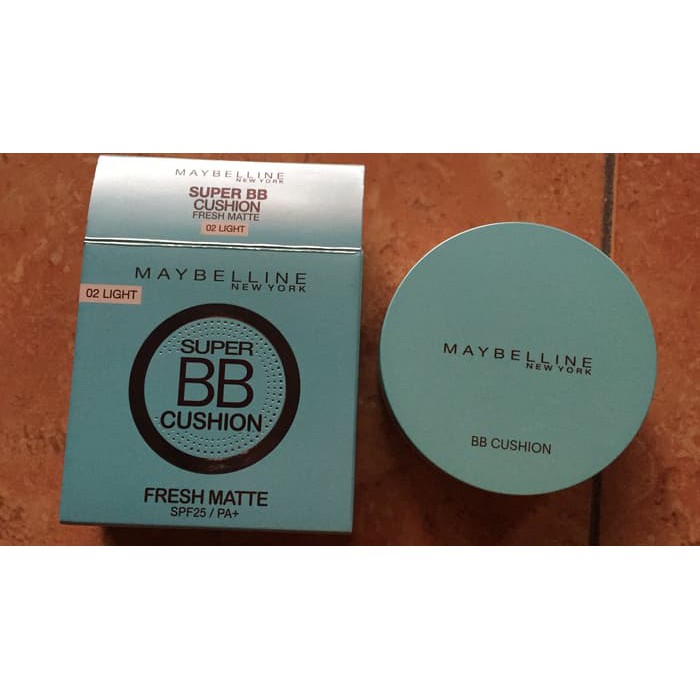 MAYBELLINE
NEW YORK
SUPER BB
CUSHION
FRESH MATTE
02 LIGHT
MAYBELLINE
NEW YORK
02 LIGHT
SUPER
BB
CUSHION
FRESH MATTE
SPF25 / PA+
MAYBELLINE
NEW YORK
BB CUSHION